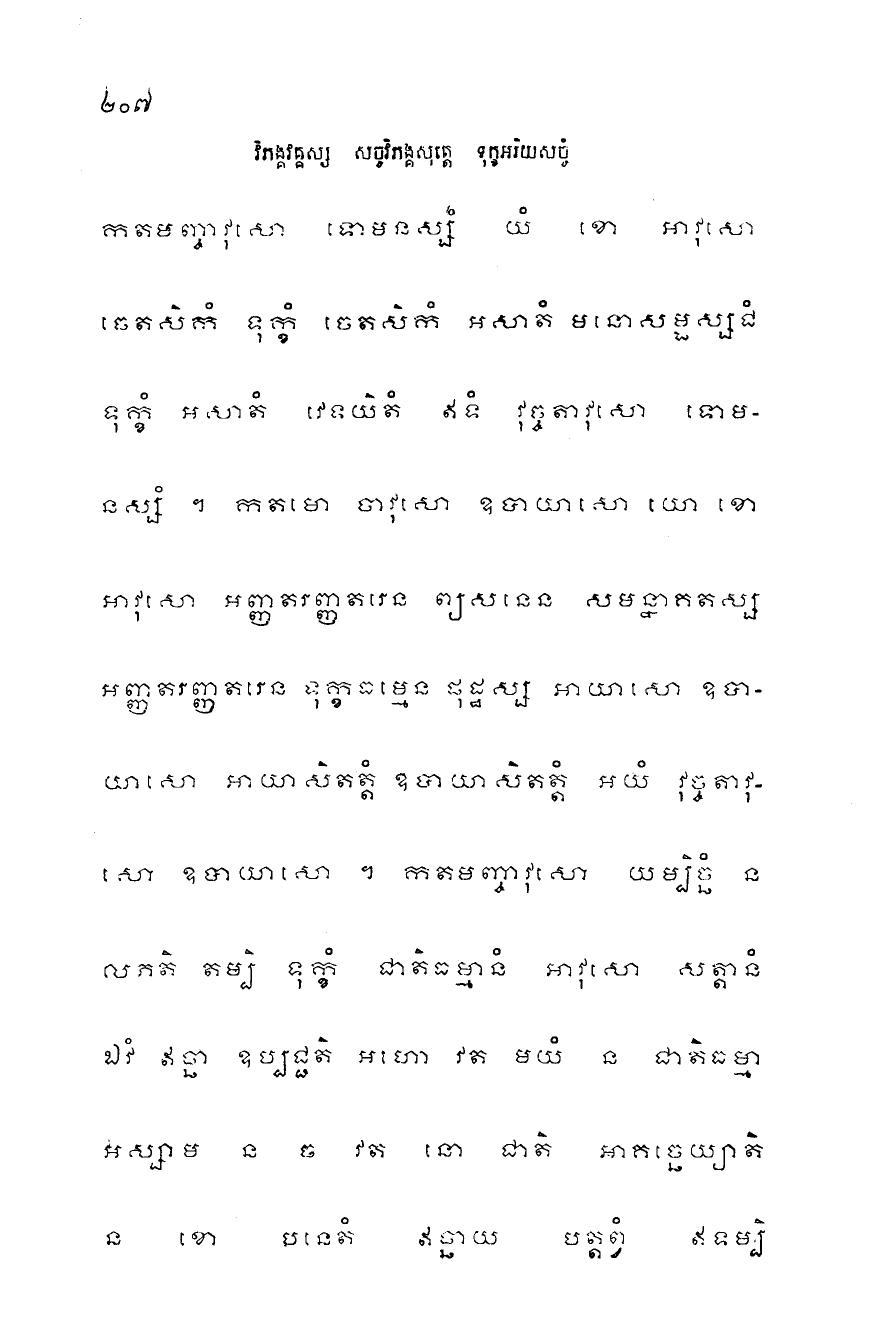 ២០៧
វិភង្គវគ្គស្ស សច្ចវិភង្គសុត្តេ ទុក្ខអរិយសច្ចំ
កតមញ្ចាវុសោ ទោមនស្សំ យំ ខោ អាវុសោ
ចេតសិកំ ទុក្ខំ ចេតសិកំ អសាតំ មនោសម្ផស្សជំ
ទុក្ខំ អសាតំ វេទយិតំ ឥទំ វុច្ចតាវុសោ ទោម-
នស្សំ ។ កតមោ ចាវុសោ ឧបាយាសោ យោ ខោ
អាវុសោ អញ្ញតរញ្ញតរេន ព្យសនេន សមន្នាគតស្ស
អញ្ញតរញ្ញតរេន ទុក្ខធម្មេន ផុដ្ឋស្ស អាយាសោ ឧបា-
យាសោ អាយាសិតត្តំ ឧបាយាសិតត្តំ អយំ វុច្ចតាវុ-
សោ ឧបាយាសោ ។ កតមញ្ចាវុសោ យម្បិច្ឆំ ន
លភតិ តម្បិ ទុក្ខំ ជាតិធម្មានំ អាវុសោ សត្តានំ
ឯវំ ឥច្ឆា ឧប្បជ្ជតិ អហោ វត មយំ ន ជាតិធម្មា
អស្សាម ន ច វត នោ ជាតិ អាគច្ឆេយ្យាតិ
ន ខោ បនេតំ ឥច្ឆាយ បត្តព្វំ ឥទម្បិ